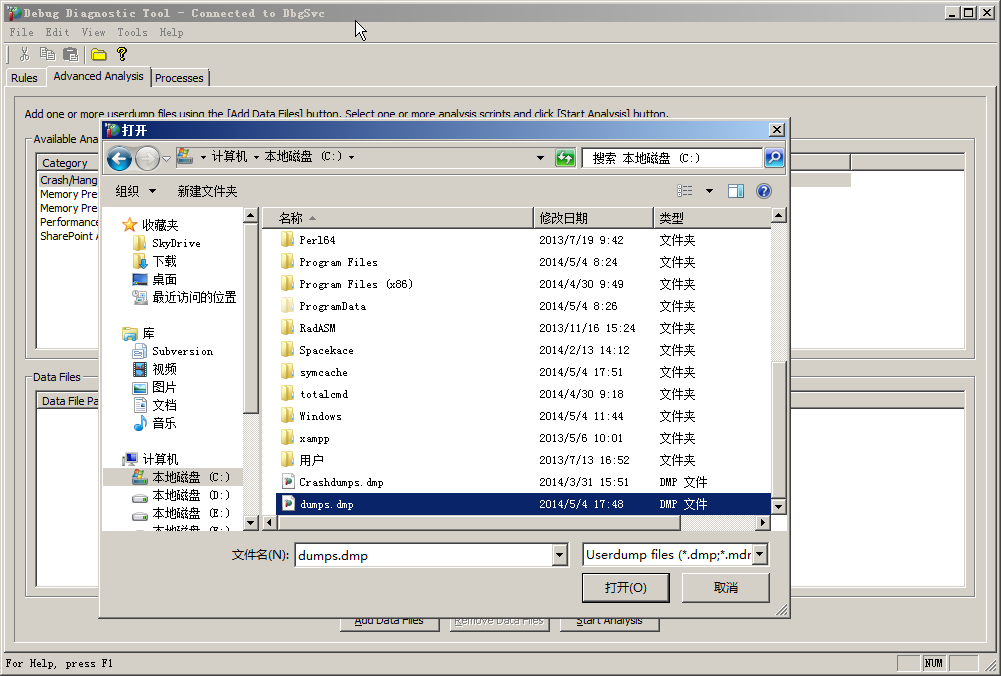 Debug Diagnostic Tool - Connected to DbgSvc
File Edit View Tools Help
Rules Advanced Analysis Processes
Add one or more userdump files using the [Add Data Files] button. Select one or more analysis scripts and click [Start Analysis] button.
Available Ana
Category
Crash/Hang
Memory Pre
Memory Pre
Performance
SharePoint A
Data Files
Data File Pa
打开
计算机 本地磁盘 (C:)
搜索 本地磁盘 (C:)
组织 新建文件夹
收藏夹
SkyDrive
下载
桌面
最近访问的位置
库
Subversion
视频
图片
文档
音乐
计算机
本地磁盘 (C:)
本地磁盘 (D:)
本地磁盘 (E:)
名称 修改日期 类型
Perl64 2013/7/19 9:42 文件夹
Program Files 2014/5/4 8:24 文件夹
Program Files (x86) 2014/4/30 9:49 文件夹
ProgramData 2014/5/4 8:26 文件夹
RadASM 2013/11/16 15:24 文件夹
Spacekace 2014/2/13 14:12 文件夹
symcache 2014/5/4 17:51 文件夹
totalcmd 2014/4/30 9:18 文件夹
Windows 2014/5/4 11:44 文件夹
xampp 2013/5/6 10:01 文件夹
用户 2013/7/13 16:52 文件夹
Crashdumps.dmp 2014/3/31 15:51 DMP 文件
dumps.dmp 2014/5/4 17:48 DMP 文件
文件名(N): dumps.dmp Userdump files (*.dmp;*.mdr
打开(O) 取消
Add Data Files Remove Data Files Start Analysis
For Help, press F1 NUM